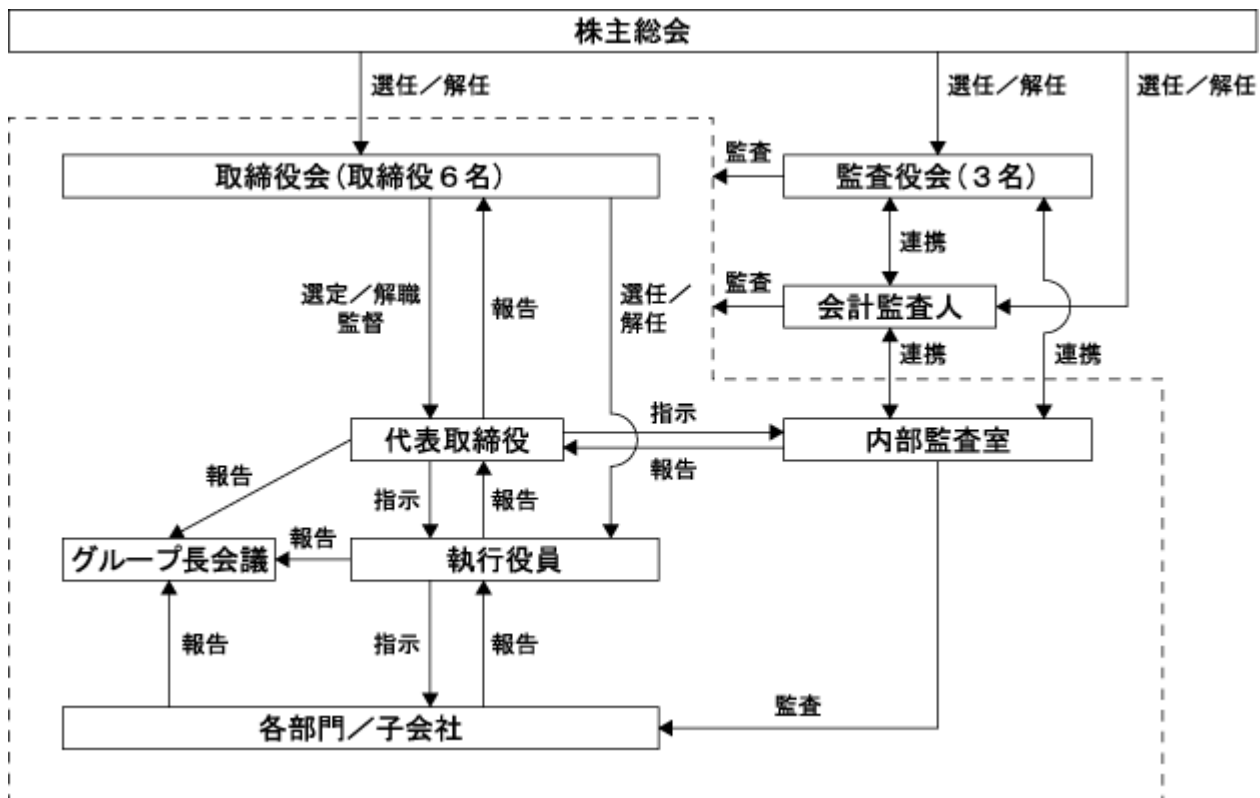 株主総会
選任／解任
選任／解任
選任／解任
取締役会(取締役６名)
監査
監査役会(３名)
連携
選定／解職
監督
報告
選任／
解任
監査
会計監査人
連携
連携
代表取締役
指示
報告
内部監査室
報告
指示
報告
グループ長会議
報告
執行役員
報告
指示
報告
監査
各部門／子会社